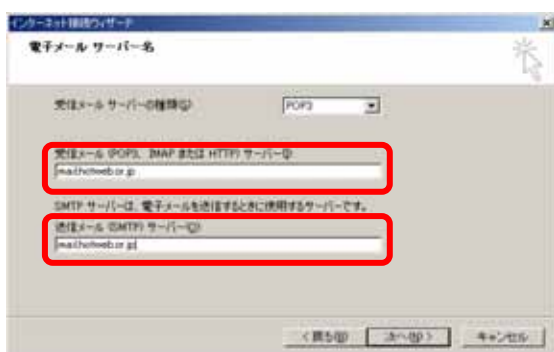 インターネット接続ウィザード
電子メール サーバー名
受信メール サーバーの種類(S)
POP3
受信メール (POP3、IMAP または HTTP) サーバー(I)
mail.hotweb.or.jp
SMTP サーバーは、電子メールを送信するときに使用するサーバーです。
送信メール (SMTP) サーバー(O)
mail.hotweb.or.jp
< 戻る(B)
次へ(N) >
キャンセル